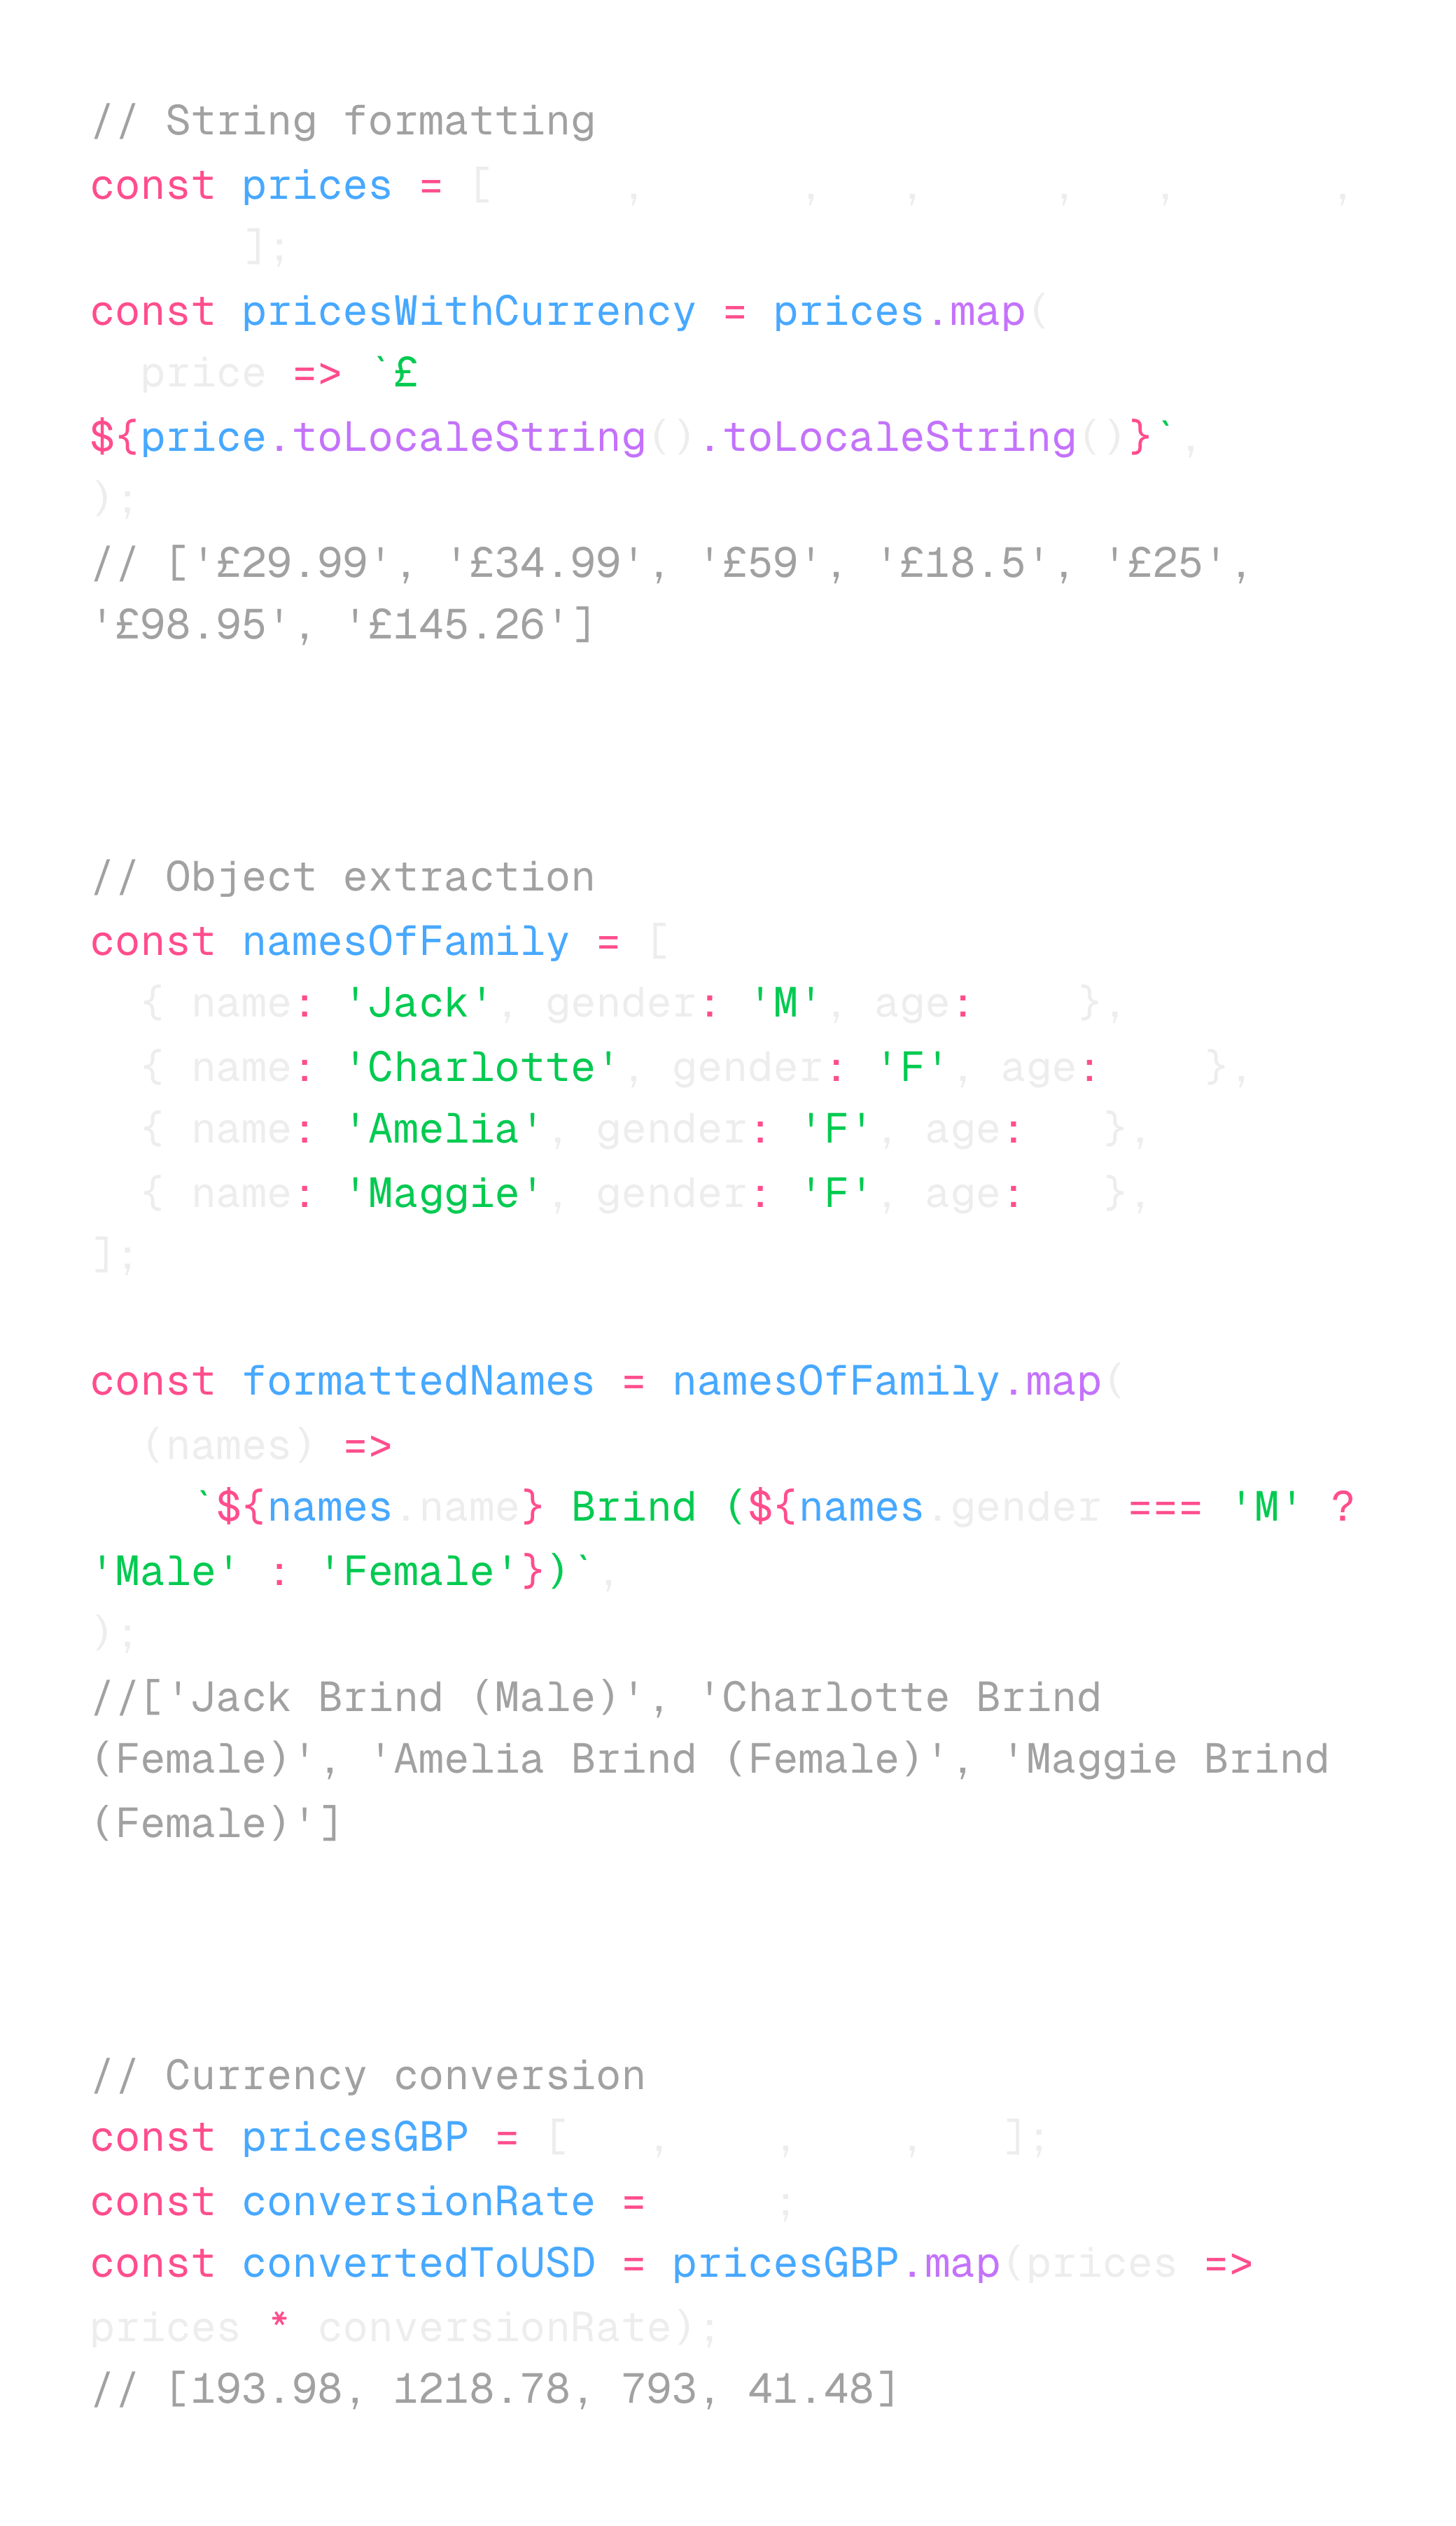 // String formatting
const prices = [     ,      ,   ,     ,   ,      ,
      ];
const pricesWithCurrency = prices.map(
  price => `£
${price.toLocaleString().toLocaleString()}`,
);
// ['£29.99', '£34.99', '£59', '£18.5', '£25',
'£98.95', '£145.26']
// Object extraction
const namesOfFamily = [
  { name: 'Jack', gender: 'M', age:    },
  { name: 'Charlotte', gender: 'F', age:    },
  { name: 'Amelia', gender: 'F', age:   },
  { name: 'Maggie', gender: 'F', age:   },
];
const formattedNames = namesOfFamily.map(
  (names) =>
    `${names.name} Brind (${names.gender === 'M' ?
'Male' : 'Female'})`,
);
//['Jack Brind (Male)', 'Charlotte Brind
(Female)', 'Amelia Brind (Female)', 'Maggie Brind
(Female)']
// Currency conversion
const pricesGBP = [   ,    ,    ,   ];
const conversionRate =     ;
const convertedToUSD = pricesGBP.map(prices =>
prices * conversionRate);
// [193.98, 1218.78, 793, 41.48]